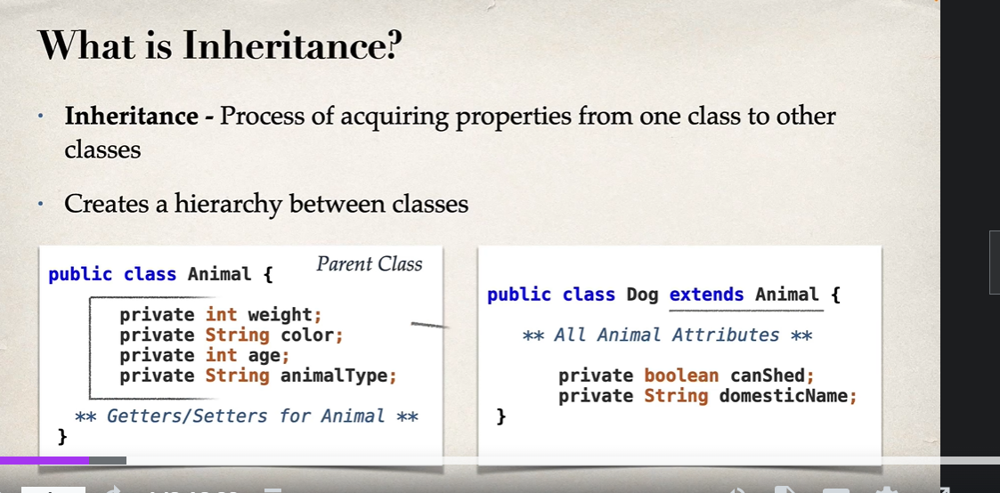 What is Inheritance?
• Inheritance - Process of acquiring properties from one class to other
classes
• Creates a hierarchy between classes
Parent Class
public class Animal {
private int weight;
private String color;
private int age;
private String animalType;
** Getters/Setters for Animal **
}
public class Dog extends Animal {
** All Animal Attributes **
private boolean canShed;
private String domesticName;
}